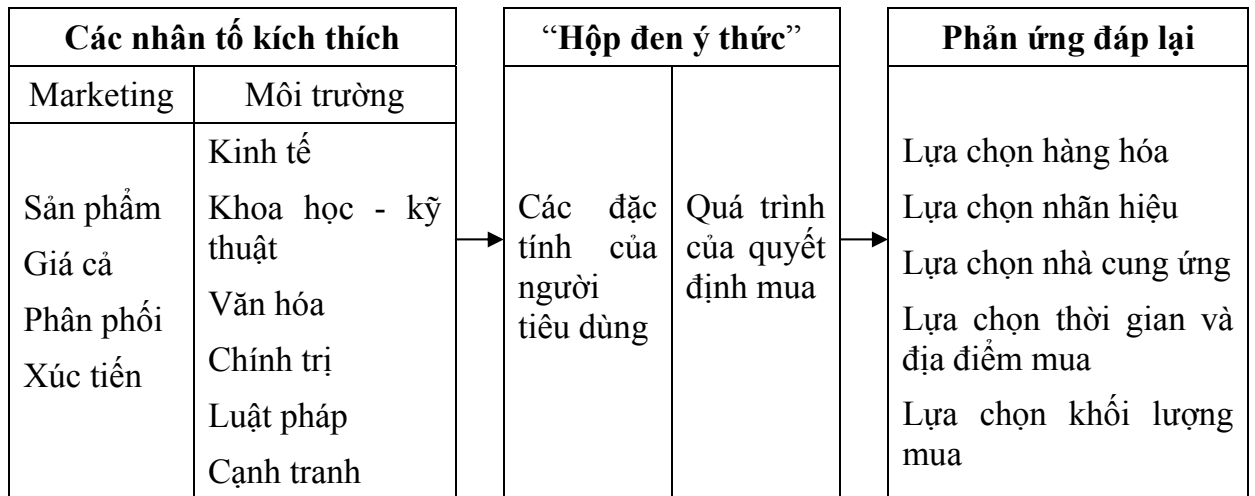 Các nhân tố kích thích
Marketing
Môi trường
Sản phẩm
Giá cả
Phân phối
Xúc tiến
Kinh tế
Khoa học - kỹ
thuật
Văn hóa
Chính trị
Luật pháp
Cạnh tranh
“Hộp đen ý thức”
Các đặc
tính của
người
tiêu dùng
Quá trình
của quyết
định mua
Phản ứng đáp lại
Lựa chọn hàng hóa
Lựa chọn nhãn hiệu
Lựa chọn nhà cung ứng
Lựa chọn thời gian và
địa điểm mua
Lựa chọn khối lượng
mua